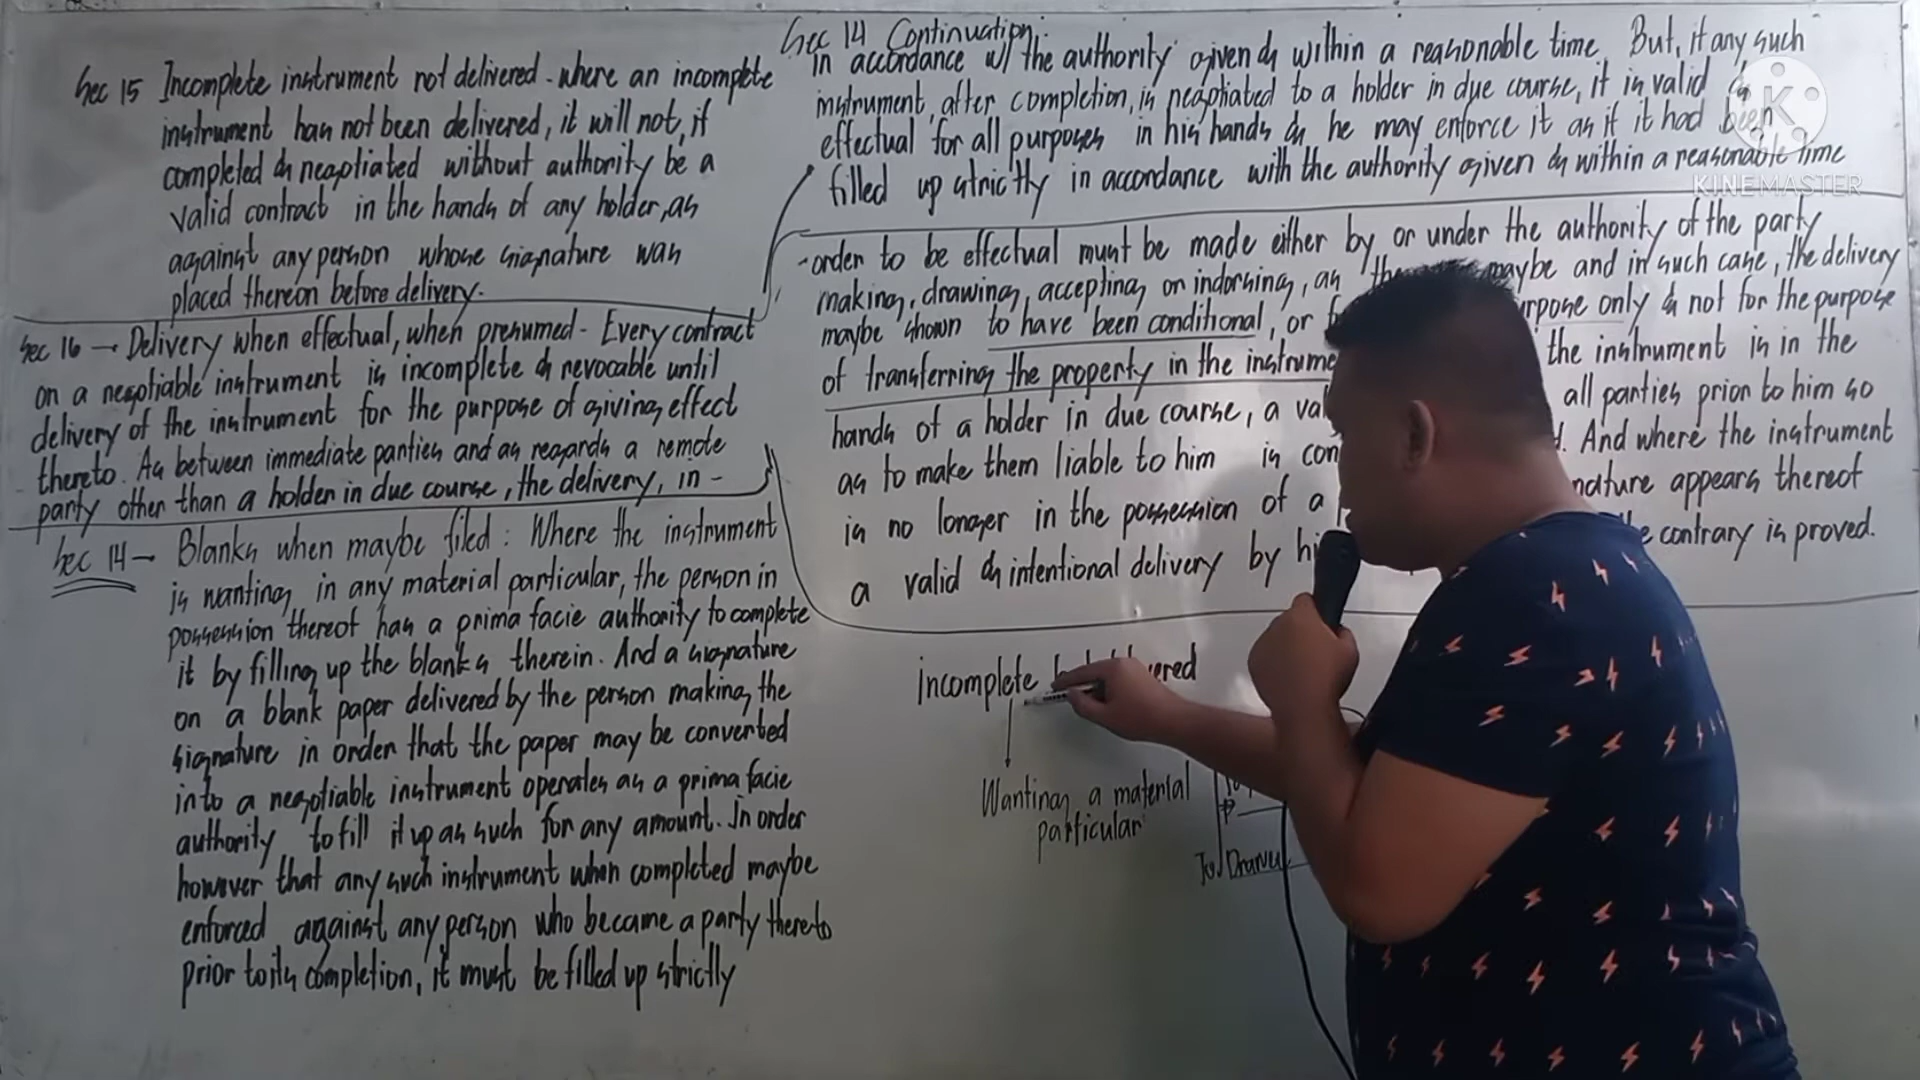 Sec 15 Incomplete instrument not delivered - where an incomplete
instrument has not been delivered, it will not, if
completed & negotiated without authority be a
valid contract in the hands of any holder, as
against any person whose signature was
placed thereon before delivery.
Sec 16 - Delivery when effectual, when presumed - Every contract
on a negotiable instrument is incomplete & revocable until
delivery of the instrument for the purpose of giving effect
thereto. As between immediate parties and as regards a remote
party other than a holder in due course, the delivery, in -
Sec 14 - Blanks when maybe filed: Where the instrument
is wanting in any material particular, the person in
possession thereof has a prima facie authority to complete
it by filling up the blanks therein. And a signature
on a blank paper delivered by the person making the
signature in order that the paper may be converted
into a negotiable instrument operates as a prima facie
authority to fill it up as such for any amount. In order
however that any such instrument when completed maybe
enforced against any person who became a party thereto
prior to its completion, it must be filled up strictly
Sec 14 Continuation:
in accordance w/ the authority given & within a reasonable time. But, if any such
instrument, after completion, is negotiated to a holder in due course, it is valid &
effectual for all purposes in his hands & he may enforce it as if it had been
filled up strictly in accordance with the authority given & within a reasonable time
K
KINEMASTER
- order to be effectual must be made either by or under the authority of the party
making, drawing, accepting or indorsing, as maybe and in such case, the delivery
maybe shown to have been conditional, or only & not for the purpose
of transferring the property in the the instrument is in the
hands of a holder in due course, a all parties prior to him so
as to make them liable to him is And where the instrument
is no longer in the possession of a appears thereof
a valid & intentional delivery by contrary is proved.
incomplete
Wanting a material
particular
To